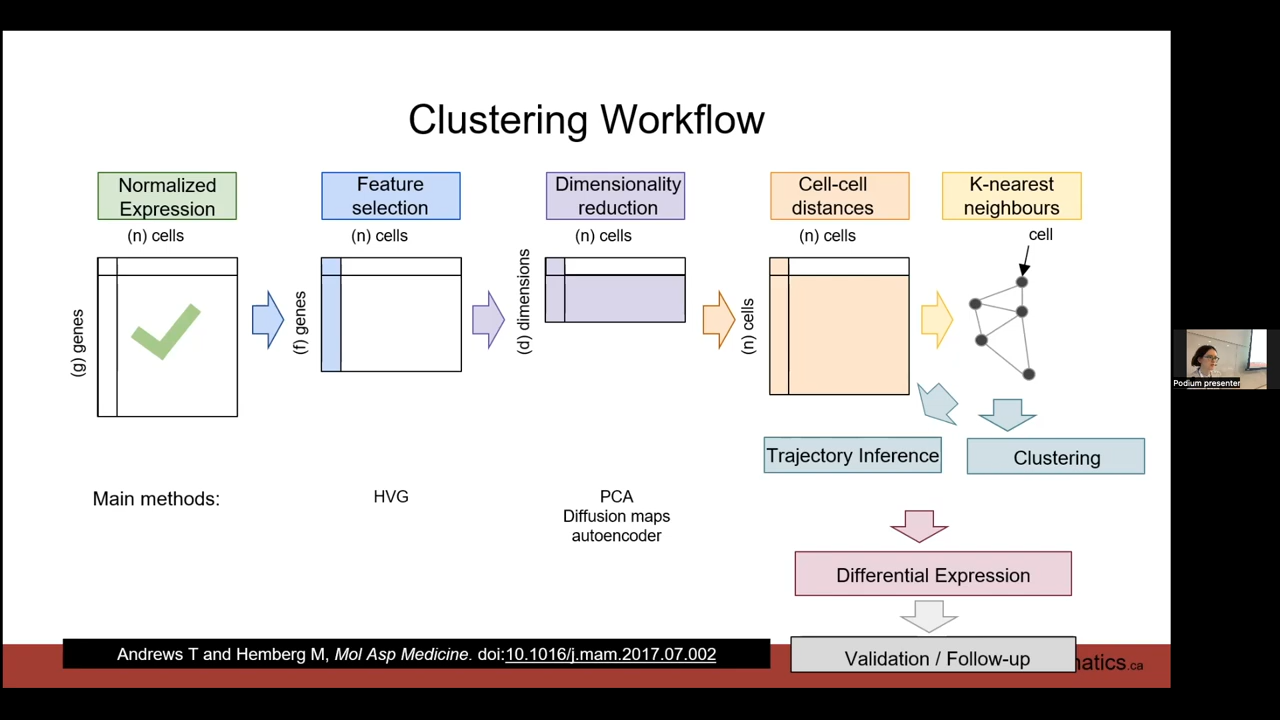 Clustering Workflow
Normalized
Expression
Feature
selection
Dimensionality
reduction
Cell-cell
distances
K-nearest
neighbours
(n) cells
(n) cells
(n) cells
(n) cells
cell
(g) genes
(f) genes
(d) dimensions
(n) cells
Trajectory Inference
Clustering
Main methods:
HVG
PCA
Diffusion maps
autoencoder
Differential Expression
Andrews T and Hemberg M, Mol Asp Medicine. doi:10.1016/j.mam.2017.07.002
Validation / Follow-up
matics.ca
Podium presenter